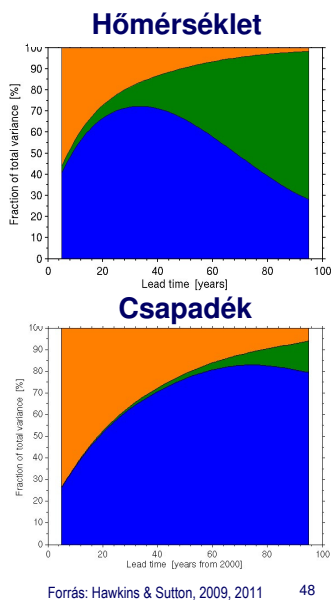 Hőmérséklet
Fraction of total variance [%]
100
90
80
70
60
50
40
30
20
10
0
0 20 40 60 80 100
Lead time [years]
Csapadék
Fraction of total variance [%]
100
90
80
70
60
50
40
30
20
10
0
0 20 40 60 80 100
Lead time [years from 2000]
Forrás: Hawkins & Sutton, 2009, 2011 48